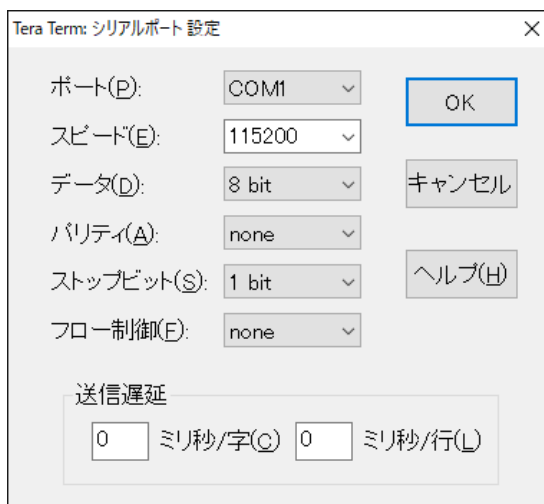 Tera Term: シリアルポート 設定
ポート(P): COM1
OK
スピード(E): 115200
データ(D): 8 bit
キャンセル
パリティ(A): none
ストップビット(S): 1 bit
ヘルプ(H)
フロー制御(F): none
送信遅延
0 ミリ秒/字(C) 0 ミリ秒/行(L)